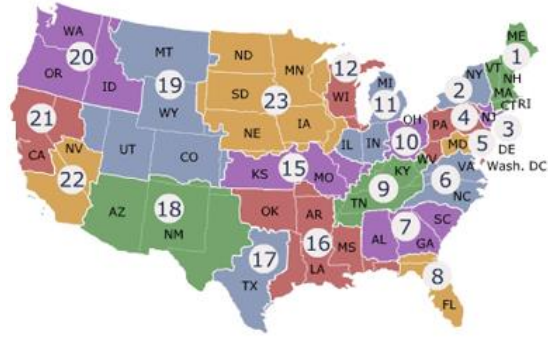 WA
20
OR
ID
MT
19
WY
ND
MN
SD
23
NE
IA
12
WI
MI
11
ME
1
VT
NH
NY
MA
CT RI
2
4
PA
NJ
3
OH
10
MD
5
DE
Wash. DC
21
CA
NV
22
UT
CO
IL
IN
WV
VA
6
NC
KS
15
MO
KY
9
TN
AZ
18
NM
OK
AR
16
MS
LA
AL
7
GA
SC
17
TX
8
FL